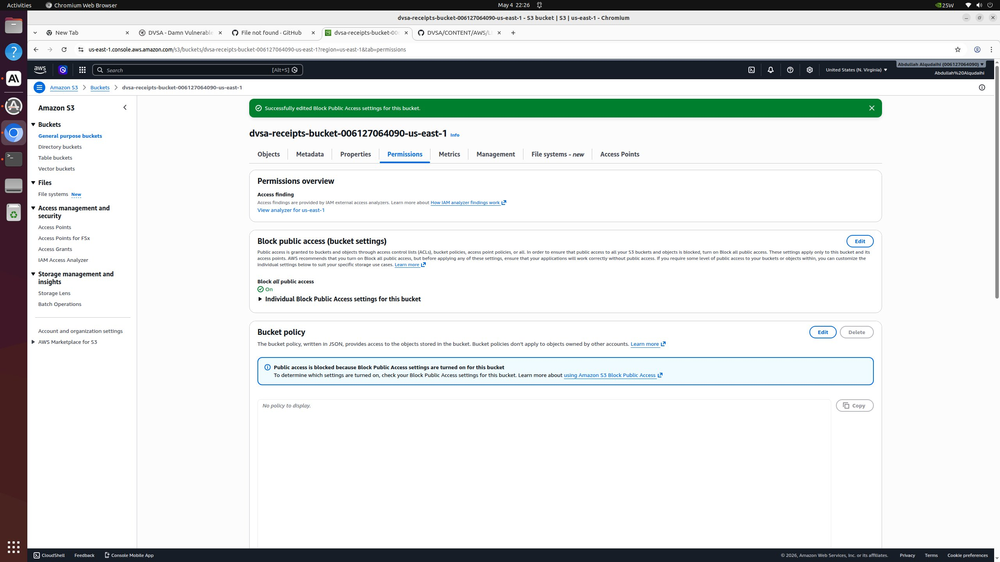 Activities
Chromium Web Browser
May 4 22:26
25W
dvsa-receipts-bucket-006127064090-us-east-1 - S3 bucket | S3 | us-east-1 - Chromium
New Tab
DVSA - Damn Vulnerable
File not found · GitHub
dvsa-receipts-bucket-00
DVSA/CONTENT/AWS/L
us-east-1.console.aws.amazon.com/s3/buckets/dvsa-receipts-bucket-006127064090-us-east-1?region=us-east-1&tab=permissions
aws
Search
[Alt+S]
United States (N. Virginia)
Abdullah Alqudaihi (006127064090)
Abdullah%20Alqudaihi
Amazon S3
Buckets
dvsa-receipts-bucket-006127064090-us-east-1
Amazon S3
Buckets
General purpose buckets
Directory buckets
Table buckets
Vector buckets
Files
File systems New
Access management and
security
Access Points
Access Points for FSx
Access Grants
IAM Access Analyzer
Storage management and
insights
Storage Lens
Batch Operations
Account and organization settings
AWS Marketplace for S3
Successfully edited Block Public Access settings for this bucket.
dvsa-receipts-bucket-006127064090-us-east-1 Info
Objects
Metadata
Properties
Permissions
Metrics
Management
File systems - new
Access Points
Permissions overview
Access finding
Access findings are provided by IAM external access analyzers. Learn more about How IAM analyzer findings work
View analyzer for us-east-1
Block public access (bucket settings)
Edit
Public access is granted to buckets and objects through access control lists (ACLs), bucket policies, access point policies, or all. In order to ensure that public access to all your S3 buckets and objects is blocked, turn on Block all public access. These settings apply only to this bucket and its
access points. AWS recommends that you turn on Block all public access, but before applying any of these settings, ensure that your applications will work correctly without public access. If you require some level of public access to your buckets or objects within, you can customize the
individual settings below to suit your specific storage use cases. Learn more
Block all public access
On
Individual Block Public Access settings for this bucket
Bucket policy
Edit
Delete
The bucket policy, written in JSON, provides access to the objects stored in the bucket. Bucket policies don't apply to objects owned by other accounts. Learn more
Public access is blocked because Block Public Access settings are turned on for this bucket
To determine which settings are turned on, check your Block Public Access settings for this bucket. Learn more about using Amazon S3 Block Public Access
No policy to display.
Copy
CloudShell
Feedback
Console Mobile App
© 2026, Amazon Web Services, Inc. or its affiliates.
Privacy
Terms
Cookie preferences